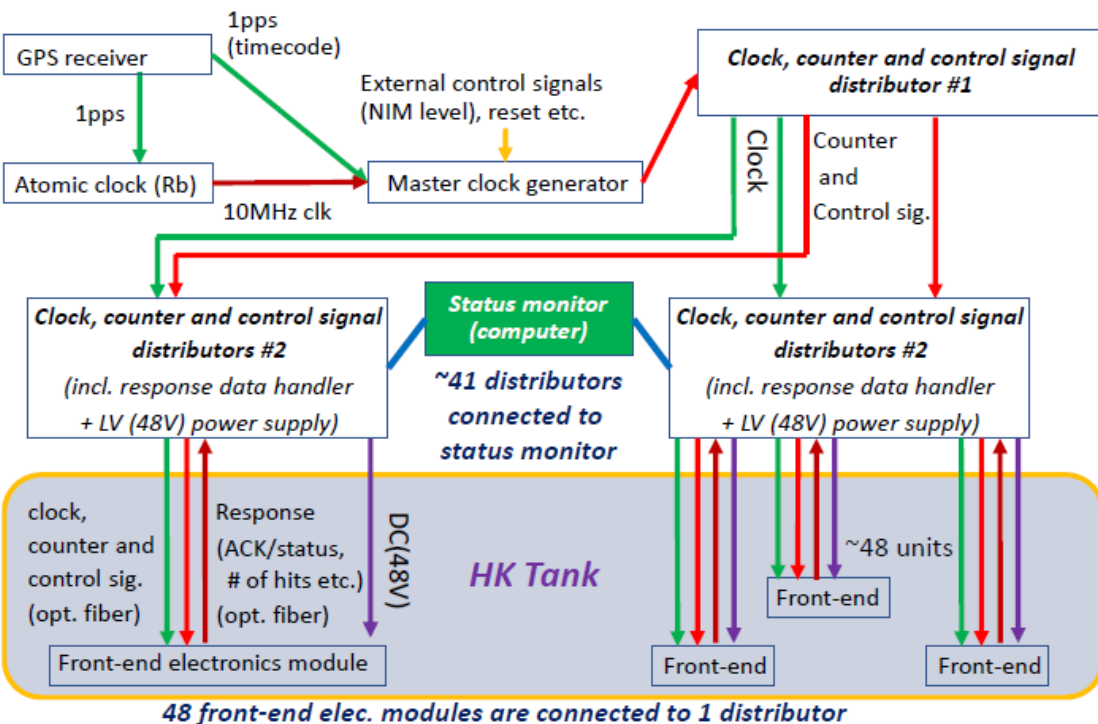 1pps
(timecode)
GPS receiver
Clock, counter and control signal
distributor #1
External control signals
(NIM level), reset etc.
1pps
Atomic clock (Rb)
Master clock generator
10MHz clk
Clock
Counter
and
Control sig.
Clock, counter and control signal
distributors #2
(incl. response data handler
+ LV (48V) power supply)
Status monitor
(computer)
~41 distributors
connected to
status monitor
Clock, counter and control signal
distributors #2
(incl. response data handler
+ LV (48V) power supply)
clock,
counter and
control sig.
(opt. fiber)
Response
(ACK/status,
# of hits etc.)
(opt. fiber)
DC(48V)
HK Tank
~48 units
Front-end
Front-end electronics module
Front-end
Front-end
48 front-end elec. modules are connected to 1 distributor